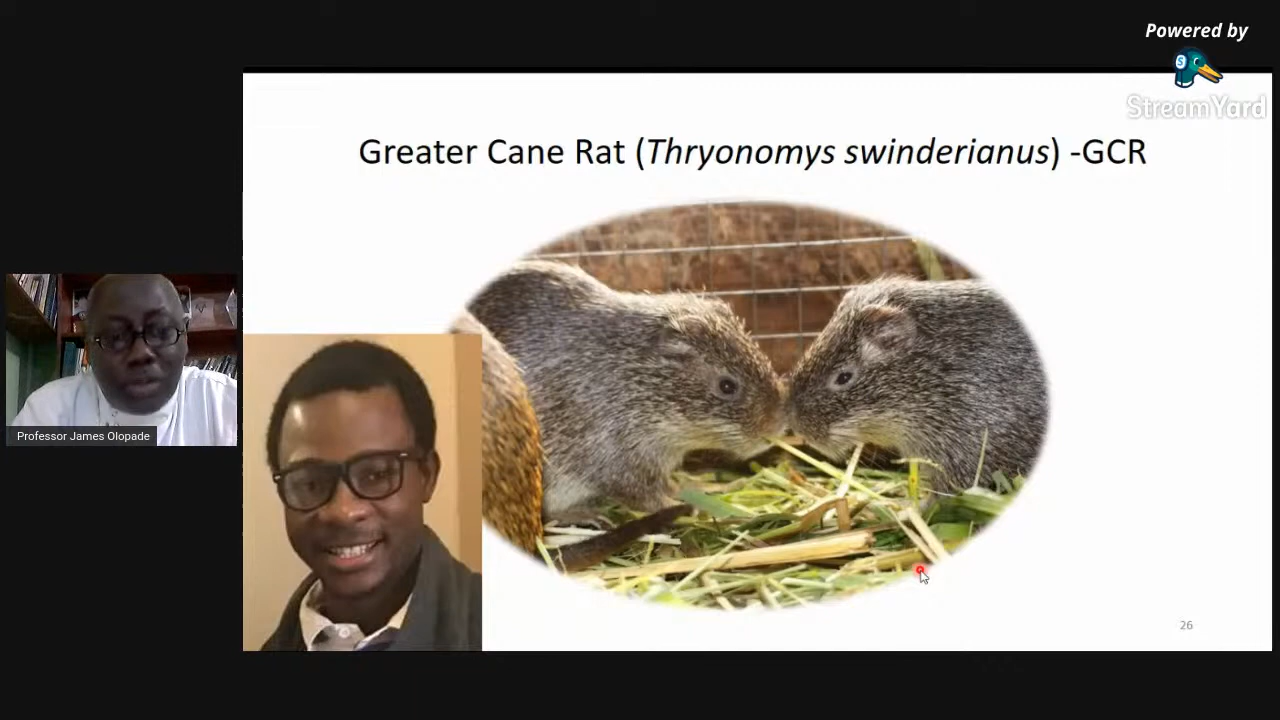 Powered by
StreamYard
Greater Cane Rat (Thryonomys swinderianus) -GCR
Professor James Olopade
26